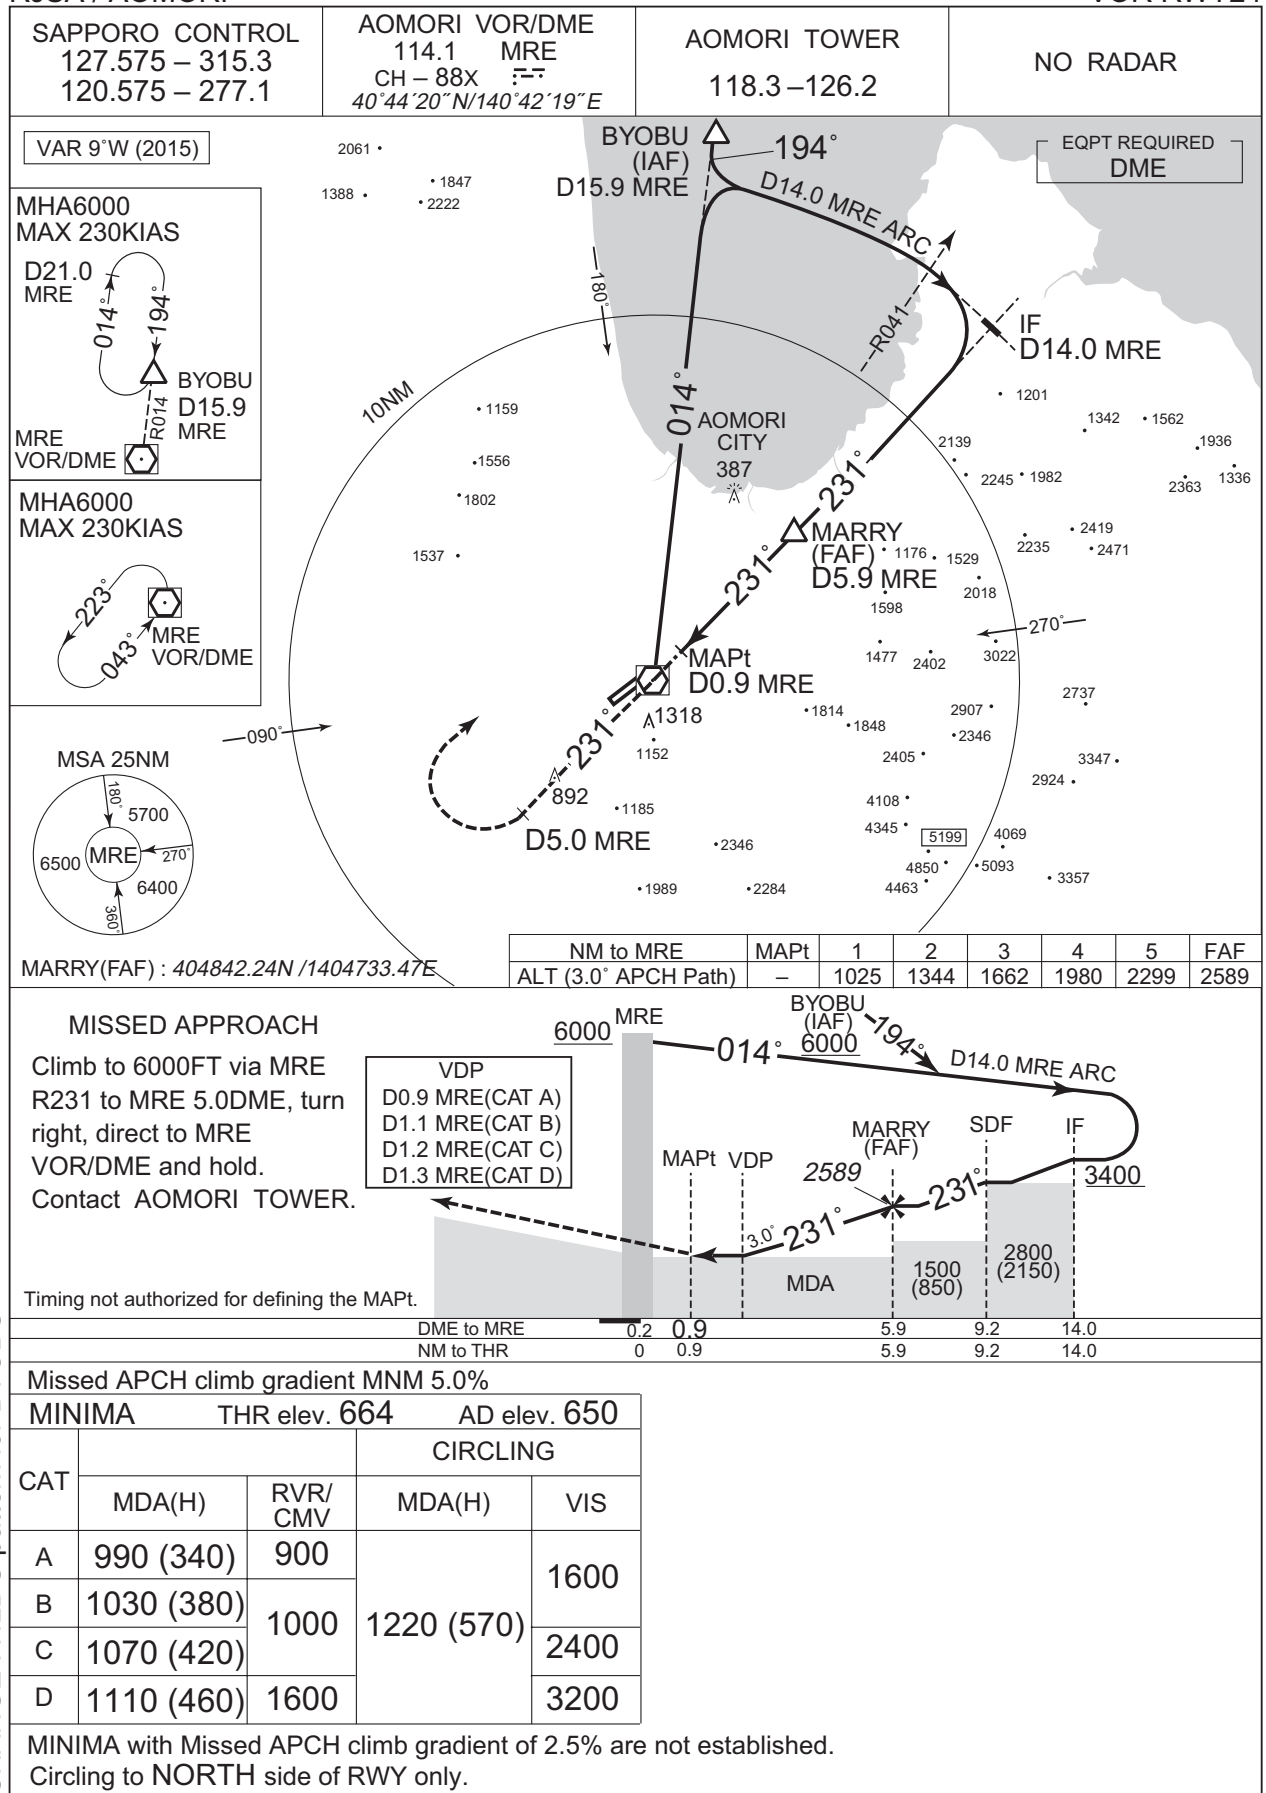 SAPPORO CONTROL
127.575 – 315.3
120.575 – 277.1
AOMORI VOR/DME
114.1 MRE
CH – 88X
40°44´20˝N/140°42´19˝E
AOMORI TOWER
118.3 –126.2
NO RADAR
VAR 9°W (2015)
EQPT REQUIRED
DME
BYOBU
(IAF)
D15.9 MRE
194°
D14.0 MRE ARC
2061
1388
1847
2222
MHA6000
MAX 230KIAS
D21.0
MRE
014°
194°
BYOBU
D15.9
MRE
R014
MRE
VOR/DME
MHA6000
MAX 230KIAS
223°
043°
MRE
VOR/DME
180°
R041
IF
D14.0 MRE
10NM
014°
AOMORI
CITY
387
1159
1556
1802
1537
1201
1342
1562
2139
1936
2245
1982
2363
1336
231°
MARRY
(FAF)
D5.9 MRE
1176
1529
2235
2419
2471
2018
1598
231°
270°
1477
2402
3022
MAPt
D0.9 MRE
2737
1318
1152
1814
1848
2907
2346
2405
3347
2924
090°
231°
892
D5.0 MRE
1185
2346
1989
2284
4108
4345
5199
4069
4850
5093
4463
3357
MSA 25NM
180°
5700
6500
MRE
270°
6400
360°
MARRY(FAF) : 404842.24N /1404733.47E
NM to MRE MAPt 1 2 3 4 5 FAF
ALT (3.0° APCH Path) – 1025 1344 1662 1980 2299 2589
MISSED APPROACH
Climb to 6000FT via MRE
R231 to MRE 5.0DME, turn
right, direct to MRE
VOR/DME and hold.
Contact AOMORI TOWER.
VDP
D0.9 MRE(CAT A)
D1.1 MRE(CAT B)
D1.2 MRE(CAT C)
D1.3 MRE(CAT D)
6000
MRE
014°
BYOBU
(IAF)
6000
194°
D14.0 MRE ARC
MARRY
(FAF)
SDF
IF
MAPt
VDP
2589
3400
231°
3.0°
231°
MDA
1500
(850)
2800
(2150)
Timing not authorized for defining the MAPt.
DME to MRE 0.2 0.9 5.9 9.2 14.0
NM to THR 0 0.9 5.9 9.2 14.0
Missed APCH climb gradient MNM 5.0%
MINIMA THR elev. 664 AD elev. 650
CAT
CIRCLING
MDA(H)
RVR/
CMV
MDA(H)
VIS
A 990 (340) 900
B 1030 (380)
C 1070 (420)
D 1110 (460) 1600
1000
1220 (570)
1600
2400
3200
MINIMA with Missed APCH climb gradient of 2.5% are not established.
Circling to NORTH side of RWY only.